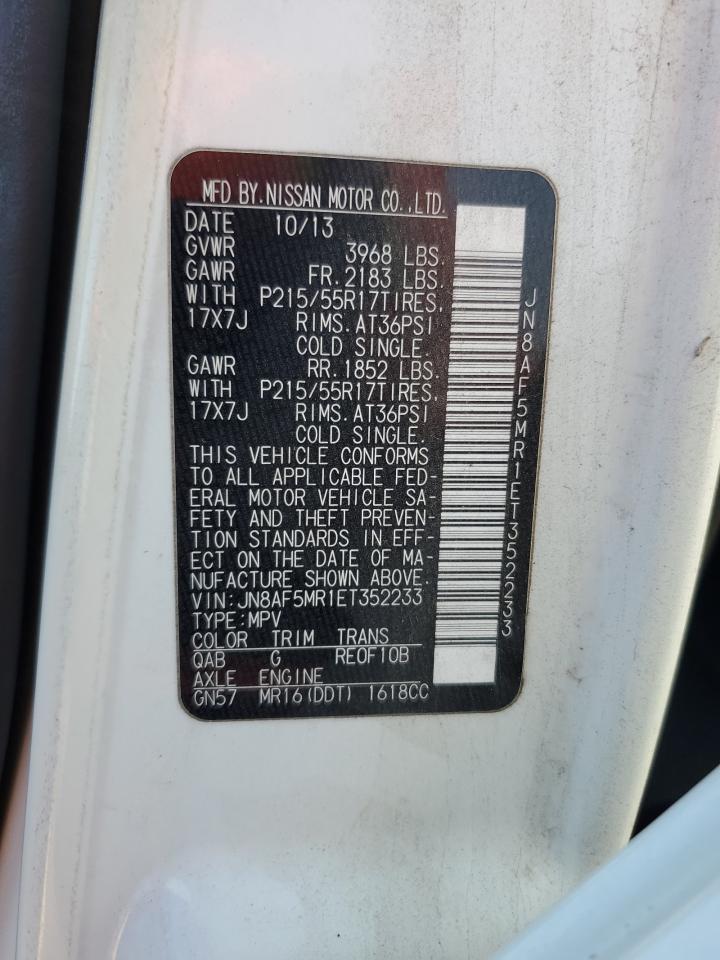 MFD BY.NISSAN MOTOR CO.,LTD.
DATE 10/13
GVWR 3968 LBS.
GAWR FR.2183 LBS.
WITH P215/55R17TIRES,
17X7J RIMS.AT36PSI
COLD SINGLE.
GAWR RR.1852 LBS.
WITH P215/55R17TIRES,
17X7J RIMS.AT36PSI
COLD SINGLE.
THIS VEHICLE CONFORMS
TO ALL APPLICABLE FED-
ERAL MOTOR VEHICLE SA-
FETY AND THEFT PREVEN-
TION STANDARDS IN EFF-
ECT ON THE DATE OF MA-
NUFACTURE SHOWN ABOVE.
VIN:JN8AF5MR1ET352233
TYPE:MPV
COLOR TRIM TRANS
QAB G RE0F10B
AXLE ENGINE
GN57 MR16(DDT) 1618CC
JN8AF5MR1ET352233